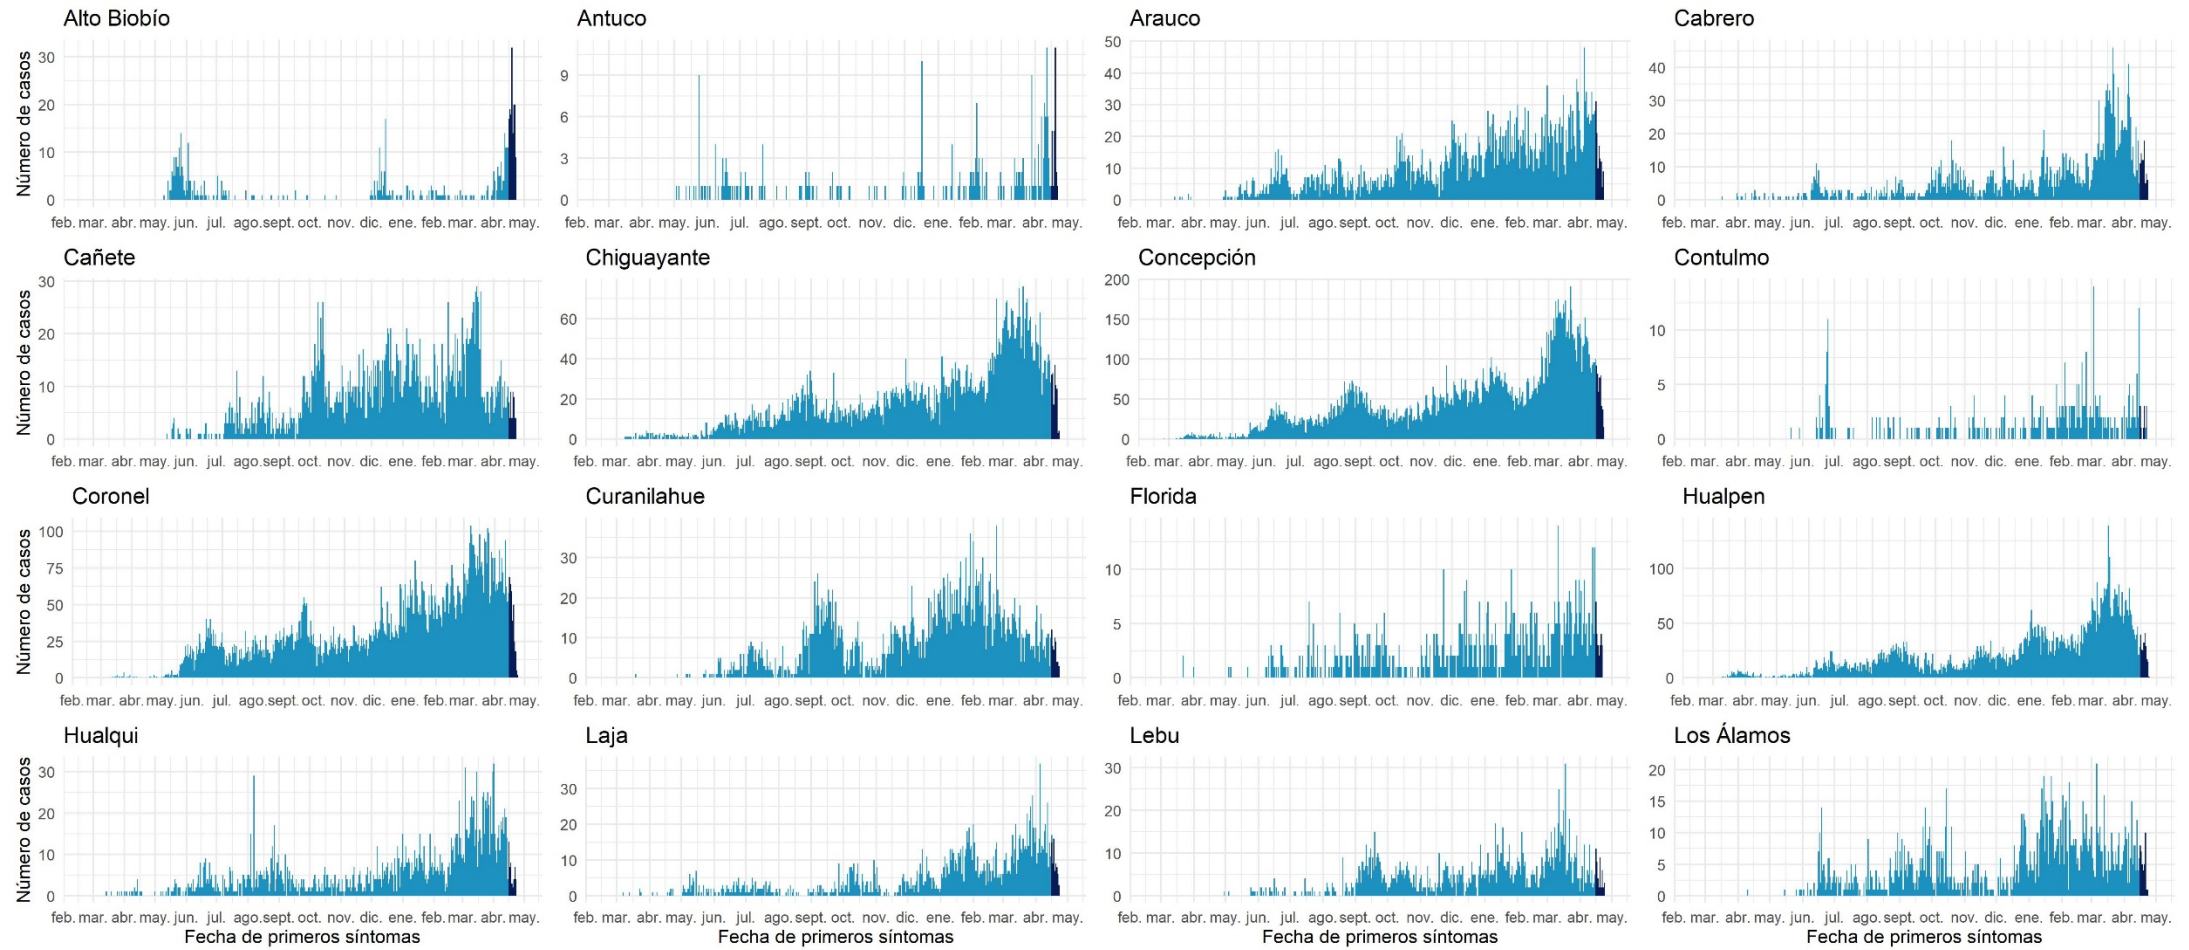 Alto Biobío
Antuco
Arauco
Cabrero
Número de casos
30
20
10
0
9
6
3
0
50
40
30
20
10
0
40
30
20
10
0
feb. mar. abr. may. jun. jul. ago. sept. oct. nov. dic. ene. feb. mar. abr. may.
feb. mar. abr. may. jun. jul. ago. sept. oct. nov. dic. ene. feb. mar. abr. may.
feb. mar. abr. may. jun. jul. ago. sept. oct. nov. dic. ene. feb. mar. abr. may.
feb. mar. abr. may. jun. jul. ago. sept. oct. nov. dic. ene. feb. mar. abr. may.
Cañete
Chiguayante
Concepción
Contulmo
Número de casos
30
20
10
0
60
40
20
0
200
150
100
50
0
10
5
0
feb. mar. abr. may. jun. jul. ago. sept. oct. nov. dic. ene. feb. mar. abr. may.
feb. mar. abr. may. jun. jul. ago. sept. oct. nov. dic. ene. feb. mar. abr. may.
feb. mar. abr. may. jun. jul. ago. sept. oct. nov. dic. ene. feb. mar. abr. may.
feb. mar. abr. may. jun. jul. ago. sept. oct. nov. dic. ene. feb. mar. abr. may.
Coronel
Curanilahue
Florida
Hualpen
Número de casos
100
75
50
25
0
30
20
10
0
10
5
0
100
50
0
feb. mar. abr. may. jun. jul. ago. sept. oct. nov. dic. ene. feb. mar. abr. may.
feb. mar. abr. may. jun. jul. ago. sept. oct. nov. dic. ene. feb. mar. abr. may.
feb. mar. abr. may. jun. jul. ago. sept. oct. nov. dic. ene. feb. mar. abr. may.
feb. mar. abr. may. jun. jul. ago. sept. oct. nov. dic. ene. feb. mar. abr. may.
Hualqui
Laja
Lebu
Los Álamos
Número de casos
30
20
10
0
30
20
10
0
30
20
10
0
20
15
10
5
0
feb. mar. abr. may. jun. jul. ago. sept. oct. nov. dic. ene. feb. mar. abr. may.
feb. mar. abr. may. jun. jul. ago. sept. oct. nov. dic. ene. feb. mar. abr. may.
feb. mar. abr. may. jun. jul. ago. sept. oct. nov. dic. ene. feb. mar. abr. may.
feb. mar. abr. may. jun. jul. ago. sept. oct. nov. dic. ene. feb. mar. abr. may.
Fecha de primeros síntomas
Fecha de primeros síntomas
Fecha de primeros síntomas
Fecha de primeros síntomas